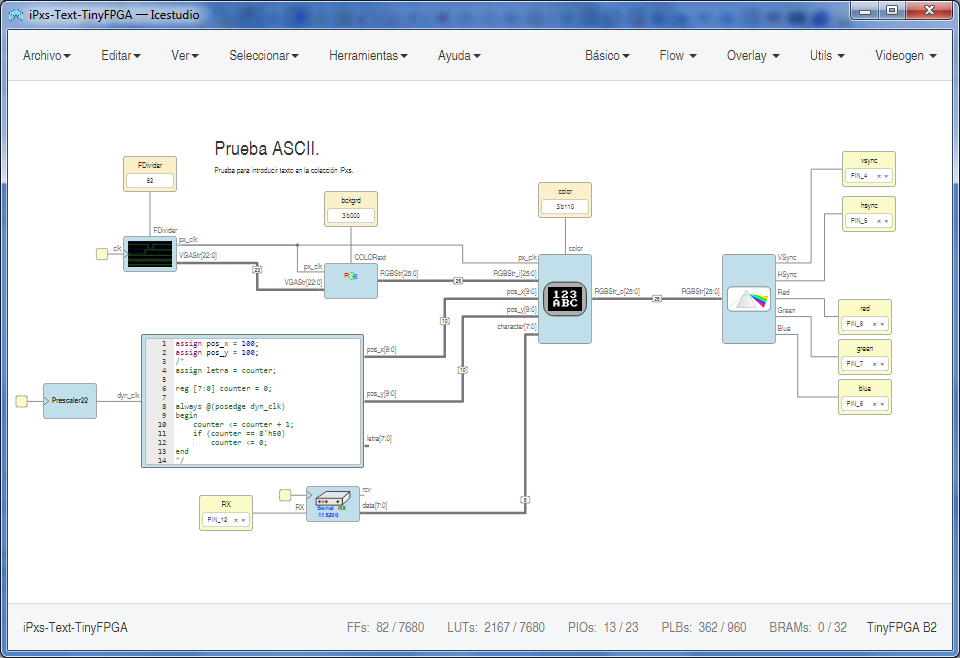 iPxs-Text-TinyFPGA — Icestudio
Archivo Editar Ver Seleccionar Herramientas Ayuda Básico Flow Overlay Utils Videogen
Prueba ASCII.
Prueba para introducir texto en la colección iPxs.
FDivider
62
FDivider
clk
px_clk
VGAStr[22:0]
23
bckgrd
3'b000
COLORtext
px_clk
VGAStr[22:0]
RGB
RGBStr[25:0]
26
color
3'b110
color
px_clk
RGBStr_i[25:0]
pos_x[9:0]
pos_y[9:0]
character[7:0]
123
ABC
RGBStr_o[25:0]
26
RGBStr[25:0]
VSync
HSync
Red
Green
Blue
vsync
PIN_4
hsync
PIN_5
red
PIN_8
green
PIN_7
blue
PIN_6
10
10
Prescaler22
dyn_clk
1 assign pos_x = 100;
2 assign pos_y = 100;
3 /*
4 assign letra = counter;
5
6 reg [7:0] counter = 0;
7
8 always @(posedge dyn_clk)
9 begin
10 counter <= counter + 1;
11 if (counter == 8'h50)
12 counter <= 0;
13 end
14 */
pos_x[9:0]
pos_y[9:0]
letra[7:0]
RX
PIN_12
RX
Serial RX
115200
rcv
data[7:0]
8
iPxs-Text-TinyFPGA FFs: 82 / 7680 LUTs: 2167 / 7680 PIOs: 13 / 23 PLBs: 362 / 960 BRAMs: 0 / 32 TinyFPGA B2